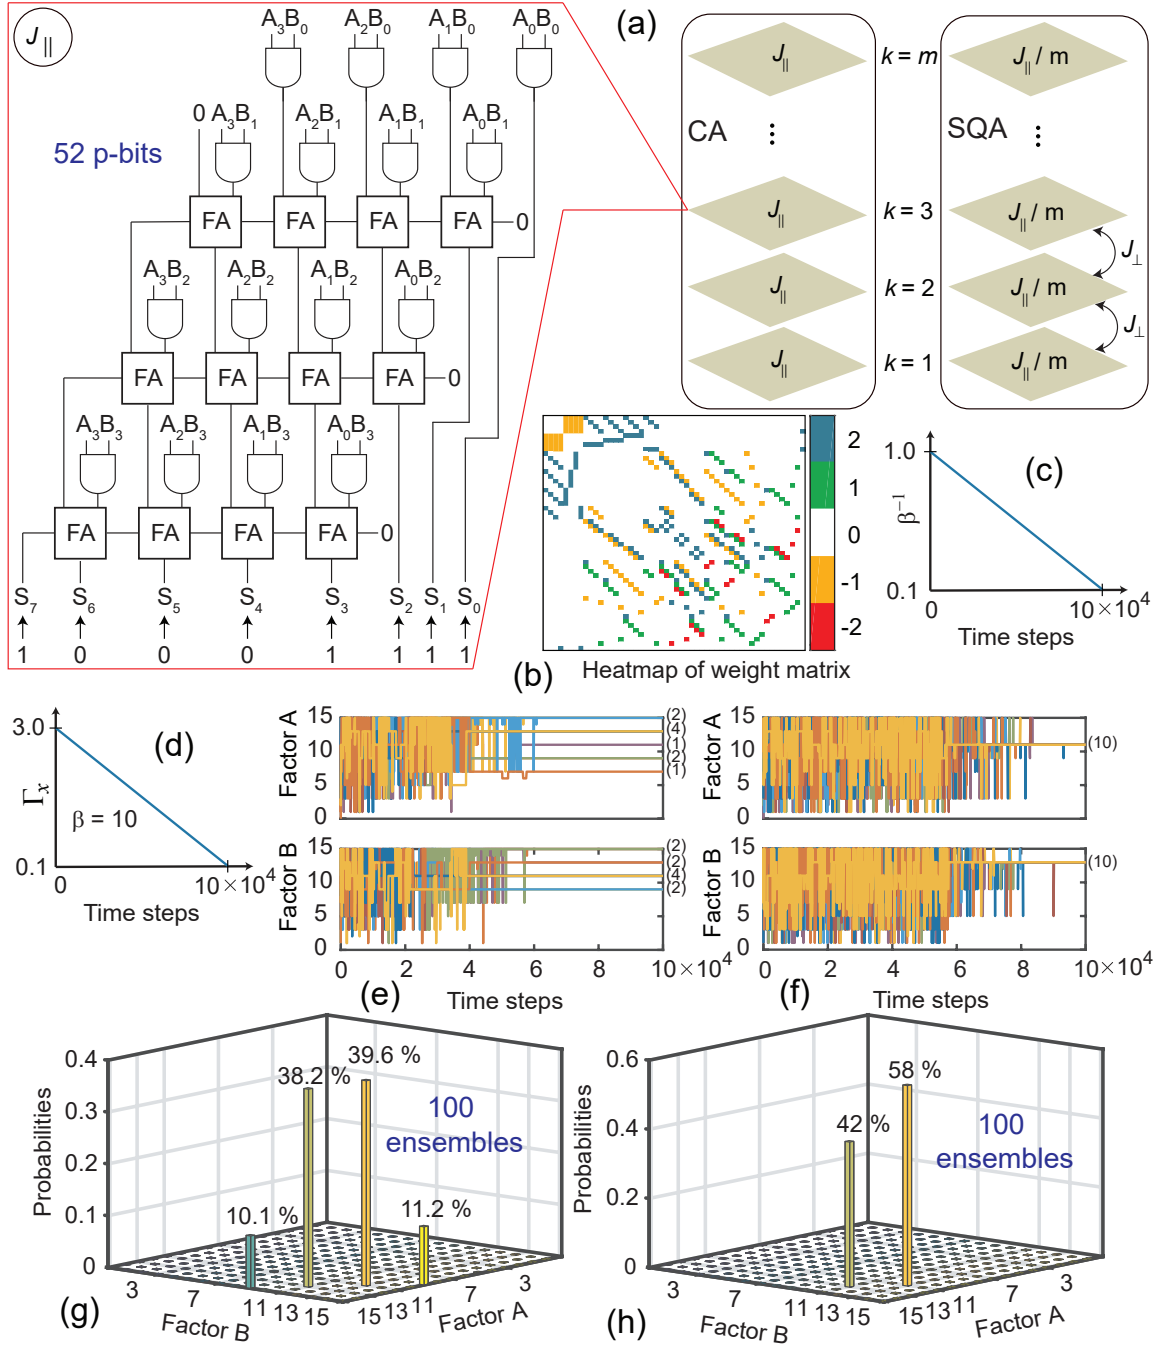 J||
A3B0 A2B0 A1B0 A0B0
52 p-bits
0 A3B1 A2B1 A1B1 A0B1
FA FA FA FA 0
A3B2 A2B2 A1B2 A0B2
FA FA FA FA 0
A3B3 A2B3 A1B3 A0B3
FA FA FA FA 0
S7 S6 S5 S4 S3 S2 S1 S0
1 0 0 0 1 1 1 1
(a)
J|| k = m J|| / m
CA ⋮ SQA ⋮
J|| k = 3 J|| / m
J⊥
J|| k = 2 J|| / m
J⊥
J|| k = 1 J|| / m
2
1
0
-1
-2
(b) Heatmap of weight matrix
(c)
1.0
β-1
0.1
0 10×10^4
Time steps
(d)
3.0
Γx
β = 10
0.1
0 10×10^4
Time steps
Factor A
15
10
5
0
(2)
(4)
(1)
(2)
(1)
Factor B
15
10
5
0
(2)
(2)
(4)
(2)
0 2 4 6 8 10×10^4
(e) Time steps
Factor A
15
10
5
0
(10)
Factor B
15
10
5
0
(10)
0 2 4 6 8 10×10^4
(f) Time steps
Probabilities
0.4
0.3
0.2
0.1
0
39.6 %
38.2 %
100
ensembles
10.1 % 11.2 %
3 7 11 13 15 15 13 11 7 3
(g) Factor B Factor A
Probabilities
0.6
0.4
0.2
0
58 %
42 %
100
ensembles
3 7 11 13 15 15 13 11 7 3
Factor B (h) Factor A